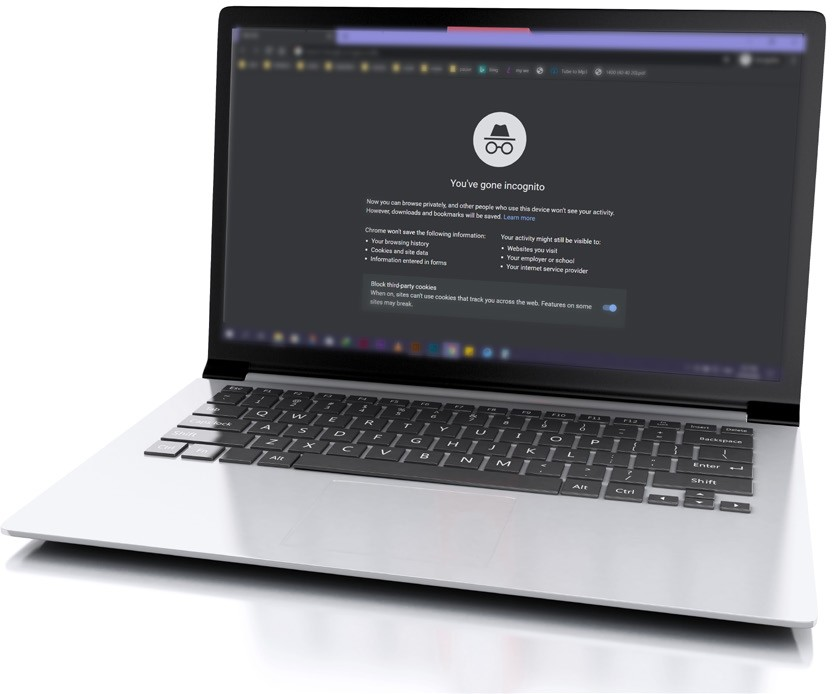 You've gone incognito
Now you can browse privately, and other people who use this device won't see your activity.
However, downloads and bookmarks will be saved. Learn more
Chrome won't save the following information:
• Your browsing history
• Cookies and site data
• Information entered in forms
Your activity might still be visible to:
• Websites you visit
• Your employer or school
• Your internet service provider
Block third-party cookies
When on, sites can't use cookies that track you across the web. Features on some
sites may break.
Esc F1 F2 F3 F4 F5 F6 F7 F8 F9 F10 F11 F12 Insert Delete
Backspace
Q W E R T Y U I O P
A S D F G H J K L Enter
Z X C V B N M Shift
Alt Alt Ctrl